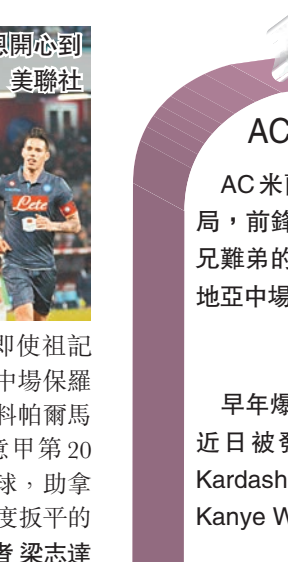 開心到
美聯社
Lete
即使祖記
中場保羅
料帕爾馬
意甲第20
球，助拿
度扳平的
者 梁志達
AC
AC米
局，前鋒
兄難弟的
地亞中場
早年爆
近日被發
Kardash
Kanye W